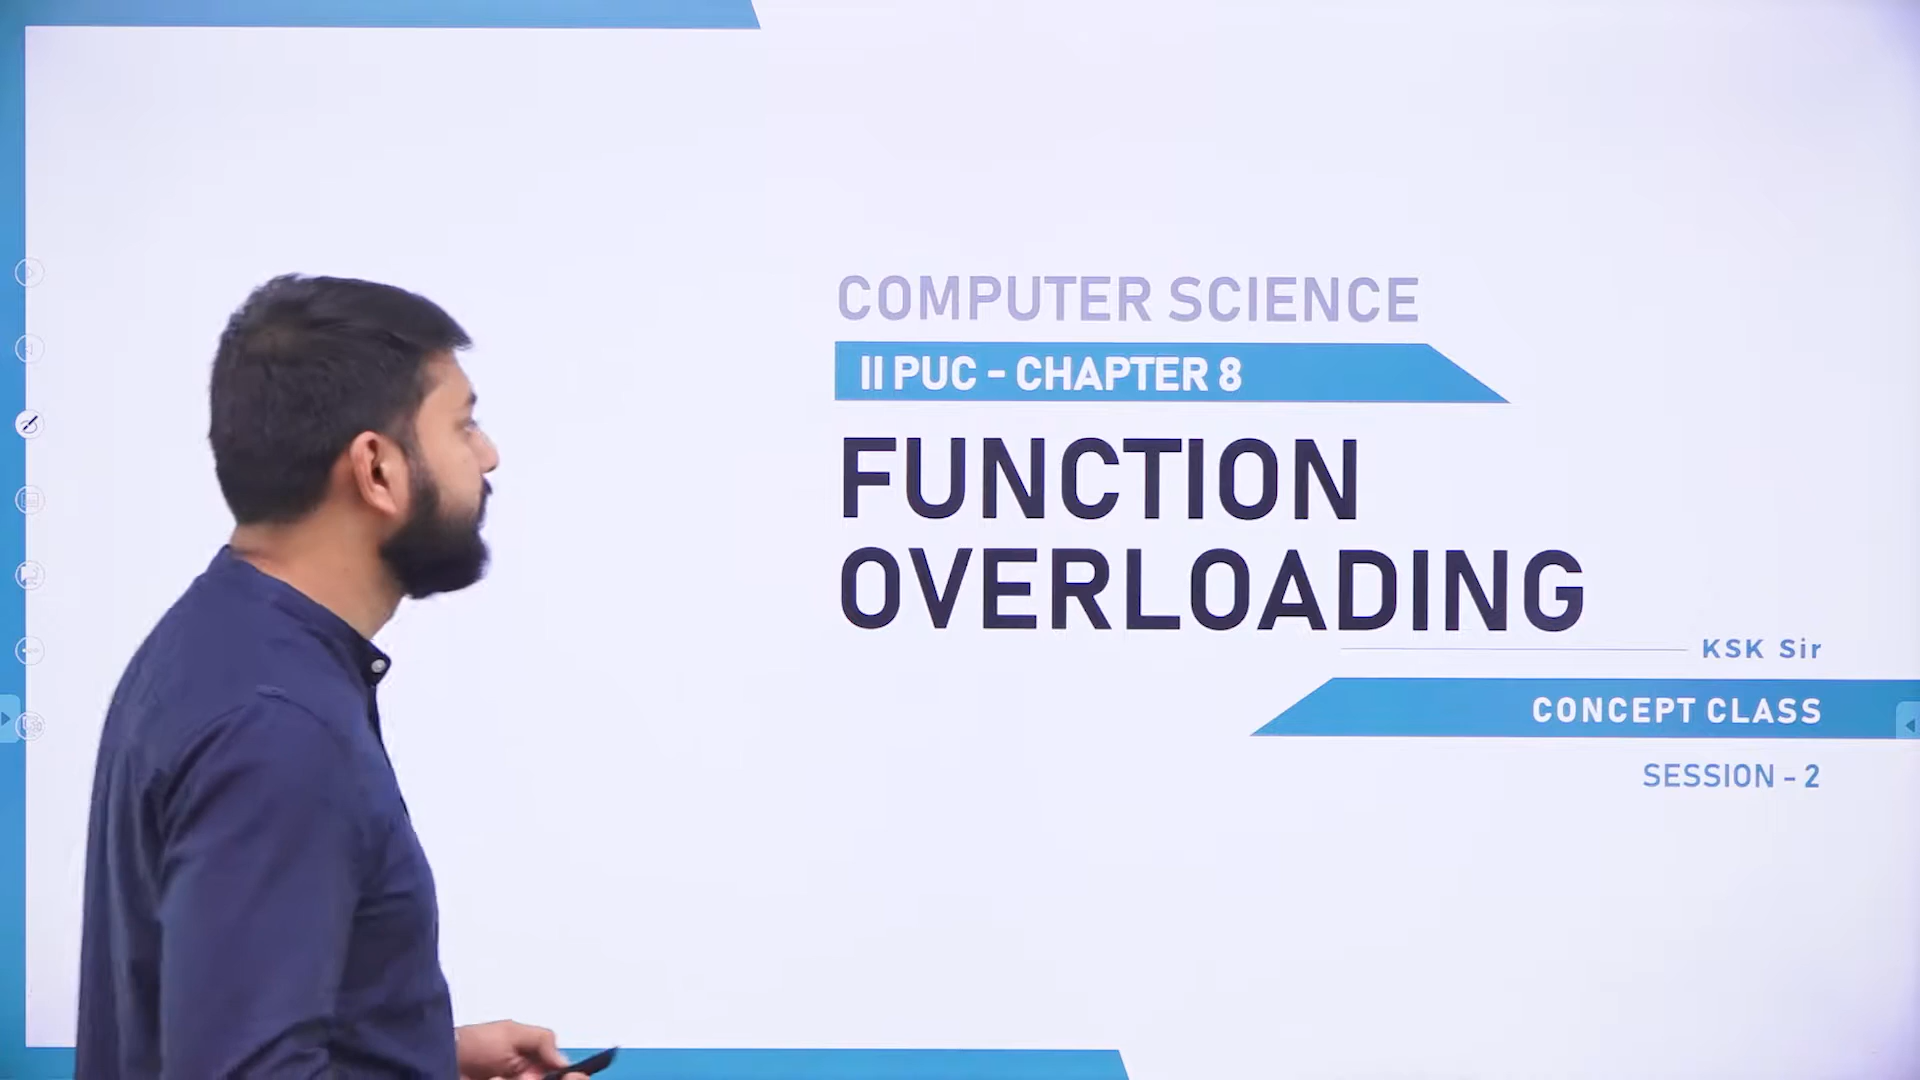 COMPUTER SCIENCE
II PUC - CHAPTER 8
FUNCTION
OVERLOADING
KSK Sir
CONCEPT CLASS
SESSION - 2